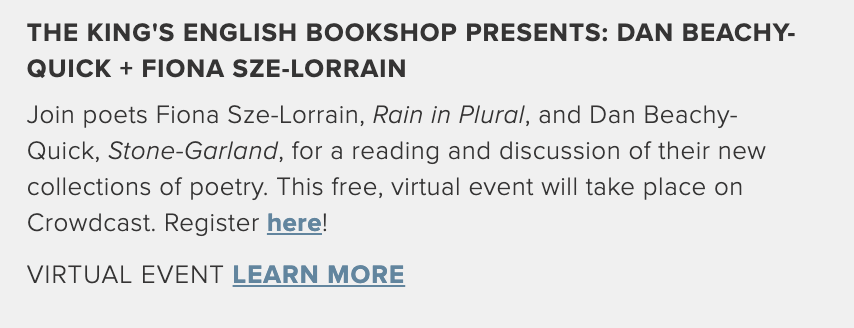 THE KING'S ENGLISH BOOKSHOP PRESENTS: DAN BEACHY-
QUICK + FIONA SZE-LORRAIN
Join poets Fiona Sze-Lorrain, Rain in Plural, and Dan Beachy-
Quick, Stone-Garland, for a reading and discussion of their new
collections of poetry. This free, virtual event will take place on
Crowdcast. Register here!
VIRTUAL EVENT LEARN MORE